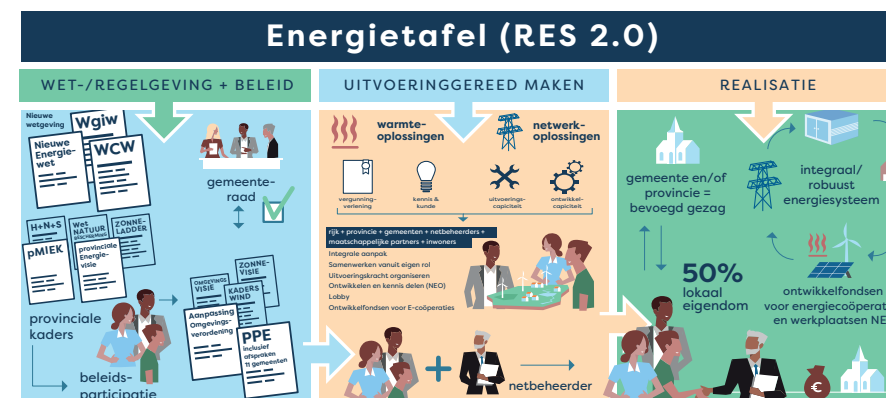 Energietafel (RES 2.0)
WET-/REGELGEVING + BELEID
Nieuwe
wetgeving
Wgiw
Nieuwe
Energie-
wet
WCW
gemeente-
raad
H+N+S
Wet
NATUUR
BESCHERMING
ZONNE-
LADDER
pMIEK
provinciale
Energie-
visie
ZONNE-
VISIE
OMGEVINGS
VISIE
KADERS
WIND
Aanpassing
Omgevings-
verordening
PPE
inclusief
afspraken
11 gemeenten
provinciale
kaders
beleids-
participatie
UITVOERINGGEREED MAKEN
warmte-
oplossingen
netwerk-
oplossingen
vergunning-
verlening
kennis &
kunde
uitvoerings-
capiciteit
ontwikkel-
capiciteit
rijk + provincie + gemeenten + netbeheerders +
maatschappelijke partners + inwoners
Integrale aanpak
Samenwerken vanuit eigen rol
Uitvoeringskracht organiseren
Ontwikkelen en kennis delen (NEO)
Lobby
Ontwikkelfondsen voor E-coöperaties
+
netbeheerder
REALISATIE
gemeente en/of
provincie =
bevoegd gezag
integraal/
robuust
energiesysteem
50%
lokaal
eigendom
ontwikkelfondsen
voor energiecoöperat
en werkplaatsen NE
€